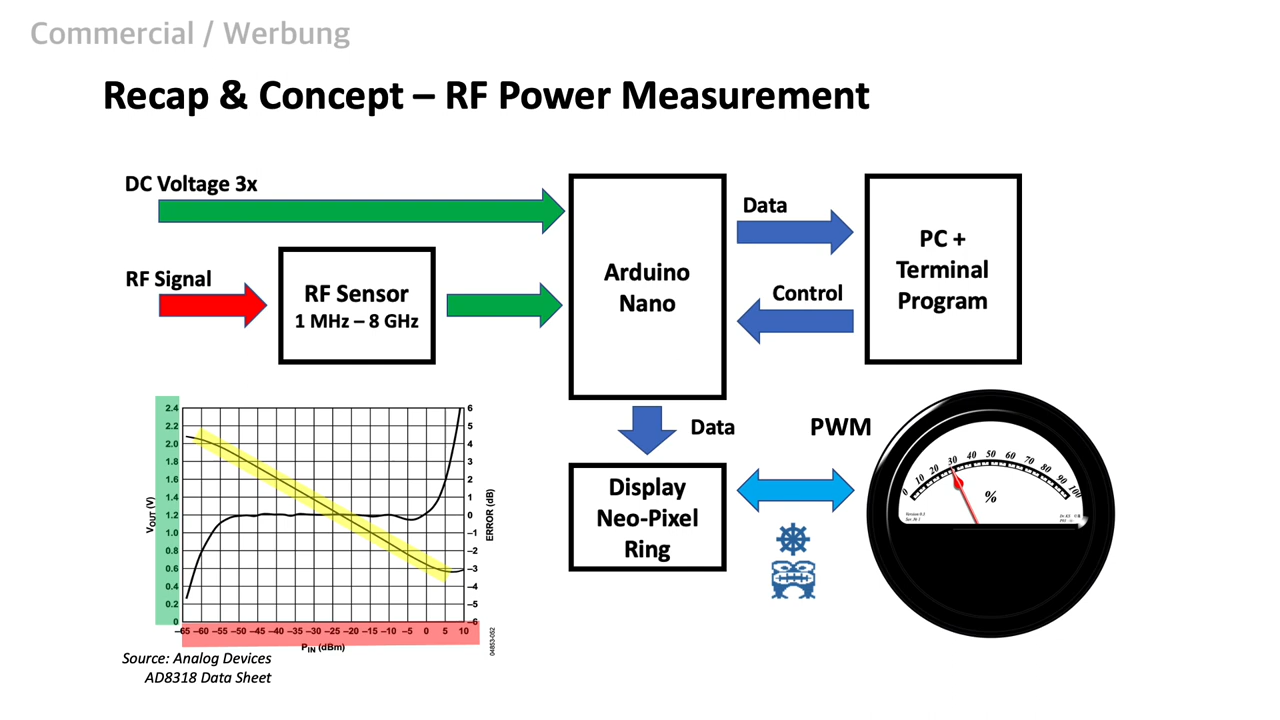 Commercial / Werbung
Recap & Concept – RF Power Measurement
DC Voltage 3x
RF Signal
RF Sensor
1 MHz – 8 GHz
Arduino
Nano
Data
Control
PC +
Terminal
Program
Data
Display
Neo-Pixel
Ring
PWM
0 10 20 30 40 50 60 70 80 90 100
%
2.4
2.2
2.0
1.8
1.6
1.4
1.2
1.0
0.8
0.6
0.4
0.2
0
VOUT (V)
6
5
4
3
2
1
0
–1
–2
–3
–4
–5
–6
ERROR (dB)
–65 –60 –55 –50 –45 –40 –35 –30 –25 –20 –15 –10 –5 0 5 10
PIN (dBm)
04853-052
Source: Analog Devices
AD8318 Data Sheet